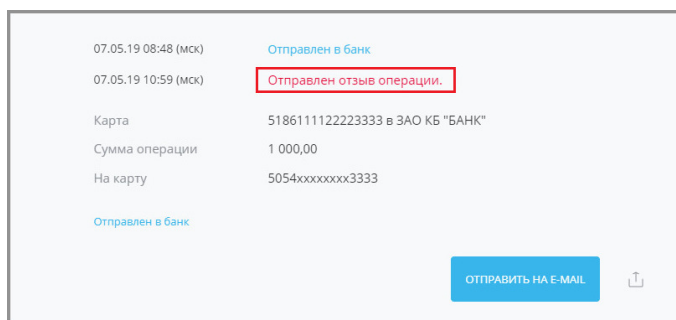 07.05.19 08:48 (мск) Отправлен в банк
07.05.19 10:59 (мск) Отправлен отзыв операции.
Карта 5186111122223333 в ЗАО КБ "БАНК"
Сумма операции 1 000,00
На карту 5054xxxxxxxx3333
Отправлен в банк
ОТПРАВИТЬ НА E-MAIL